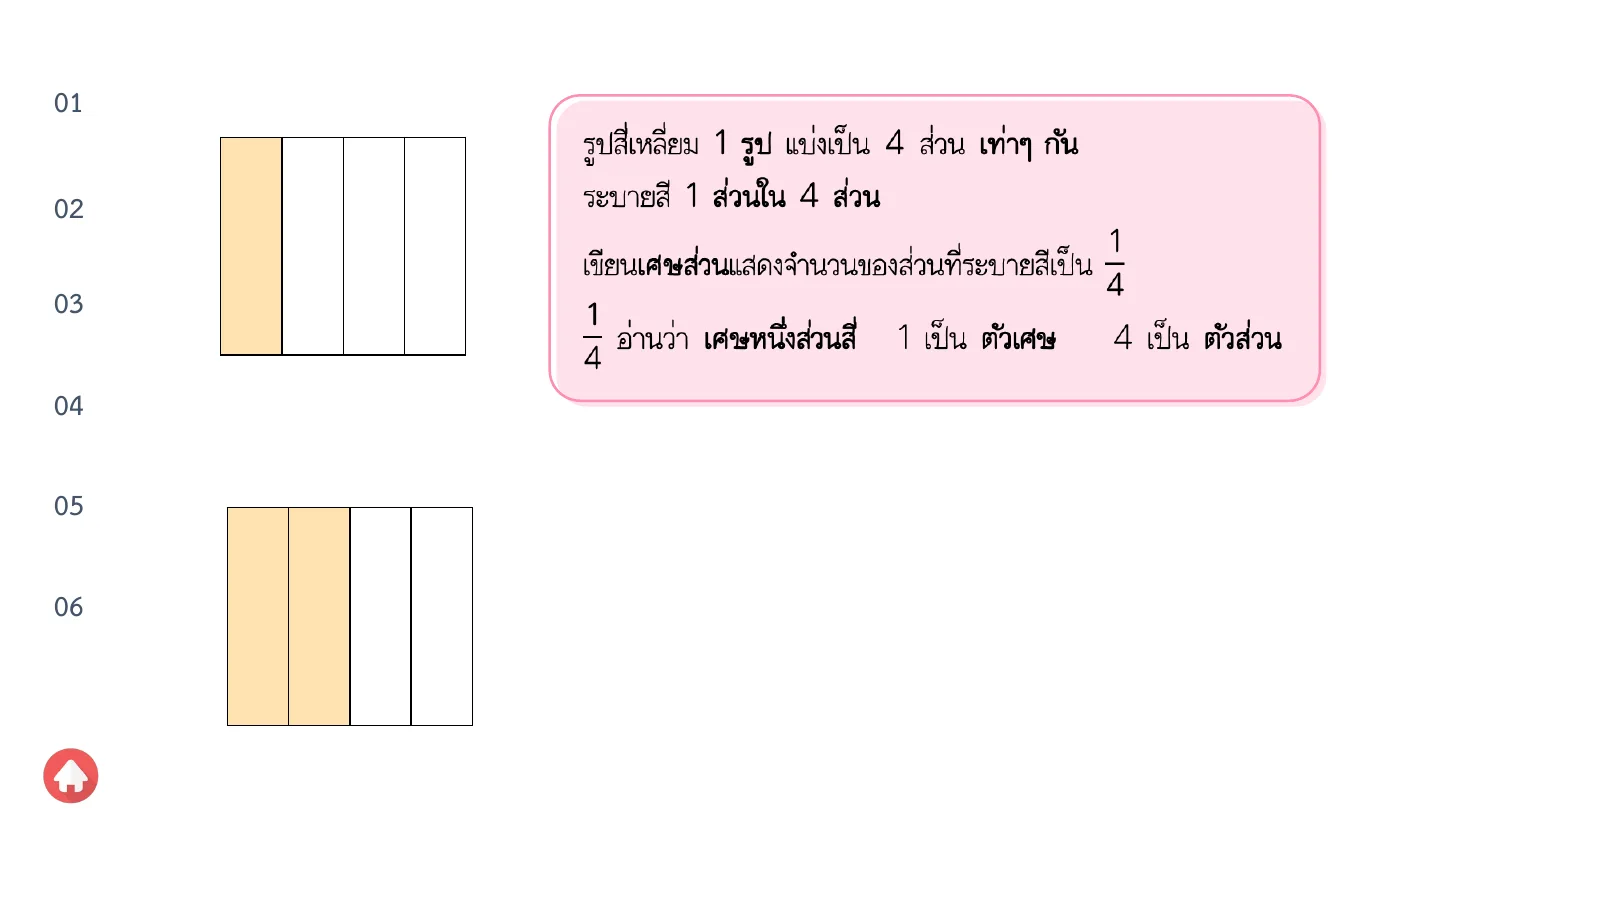 01
02
03
04
05
06
รูปสี่เหลี่ยม 1 รูป แบ่งเป็น 4 ส่วน เท่าๆ กัน
ระบายสี 1 ส่วนใน 4 ส่วน
เขียนเศษส่วนแสดงจำนวนของส่วนที่ระบายสีเป็น 1/4
1/4 อ่านว่า เศษหนึ่งส่วนสี่ 1 เป็น ตัวเศษ 4 เป็น ตัวส่วน